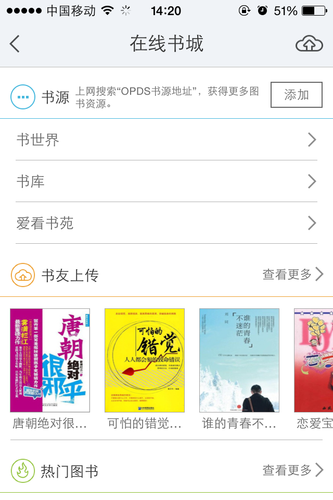 中国移动 14:20 51%
在线书城
书源 上网搜索“OPDS书源地址”，获得更多图书资源。 添加
书世界
书库
爱看书苑
书友上传 查看更多
唐朝绝对很邪乎
可怕的错觉
人人都会犯的致命错误
谁的青春不迷茫
唐朝绝对很... 可怕的错觉... 谁的青春不... 恋爱宝
热门图书 查看更多